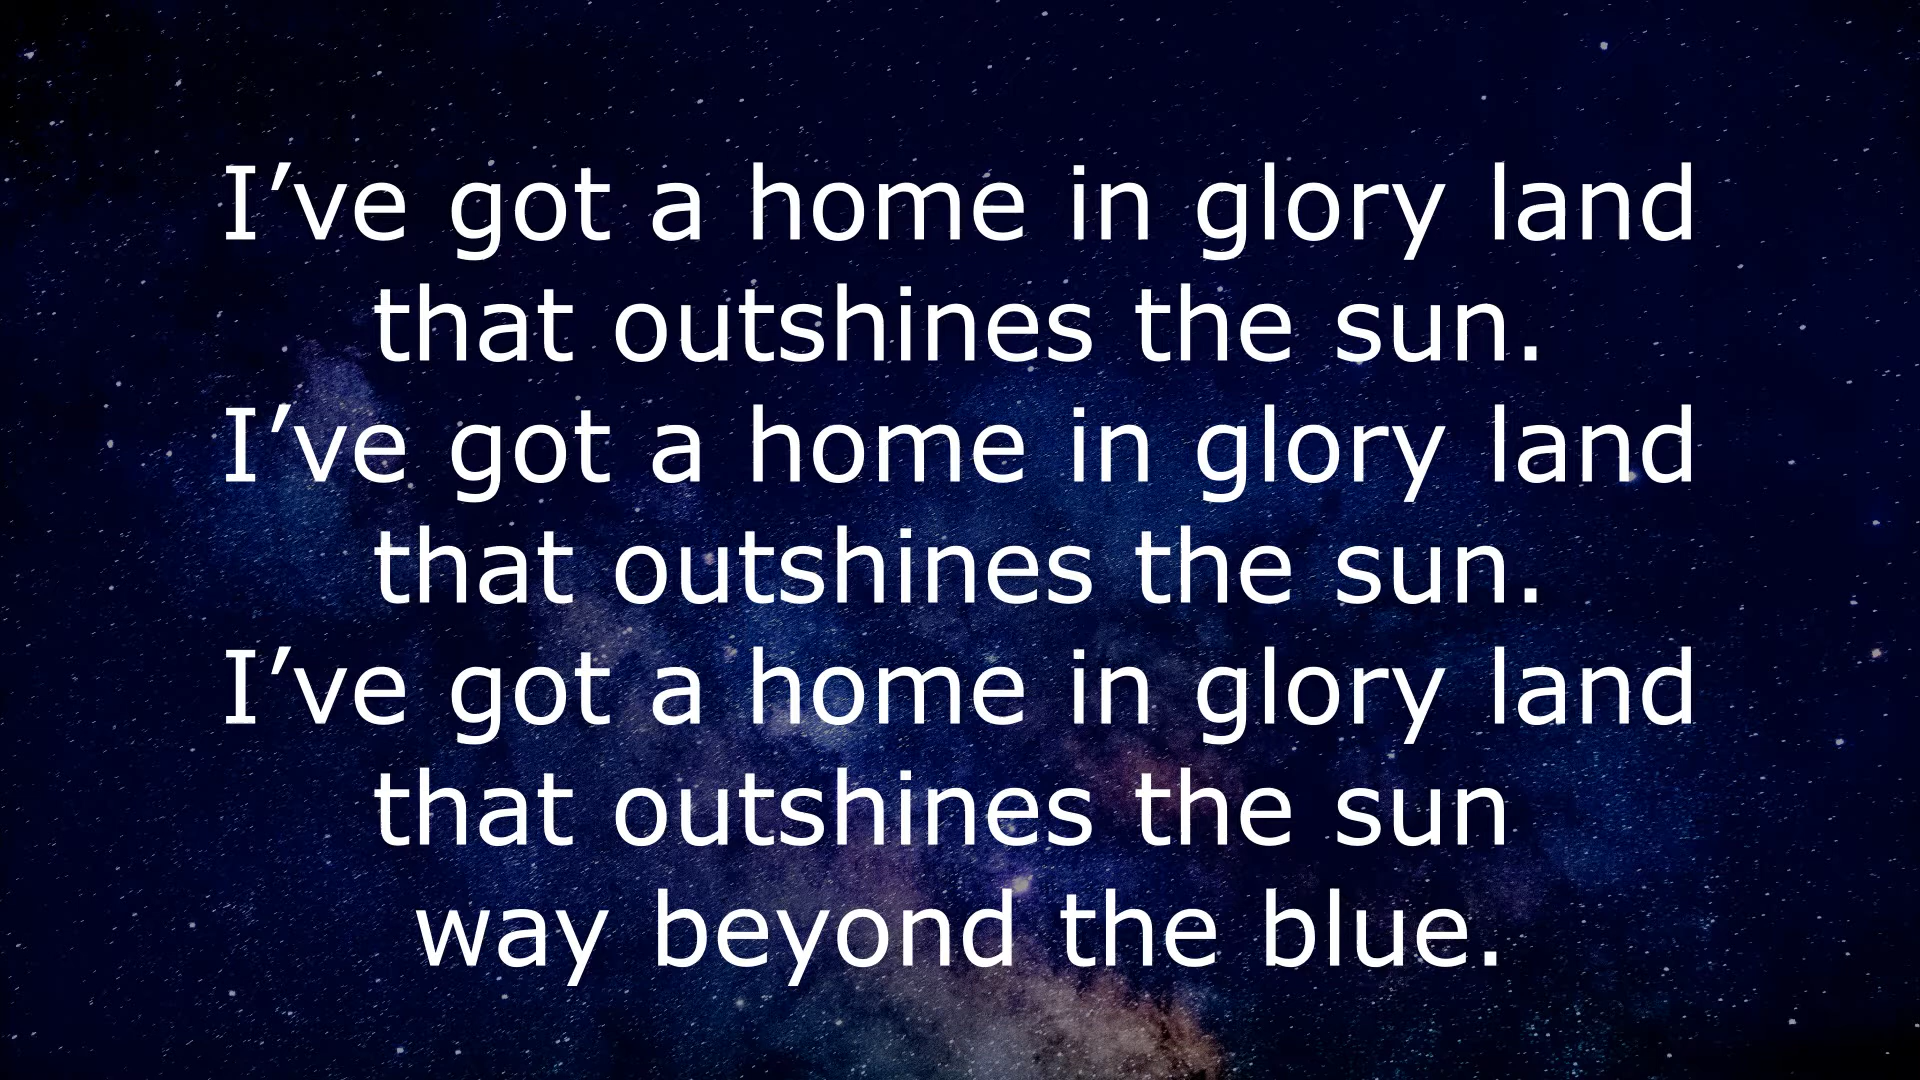 I’ve got a home in glory land
that outshines the sun.
I’ve got a home in glory land
that outshines the sun.
I’ve got a home in glory land
that outshines the sun
way beyond the blue.